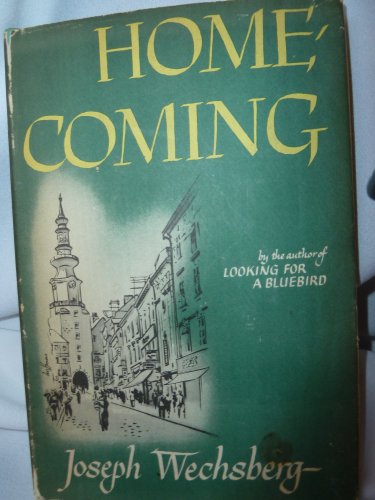 HOME-
COMING
by the author of
LOOKING FOR
A BLUEBIRD
Joseph Wechsberg–